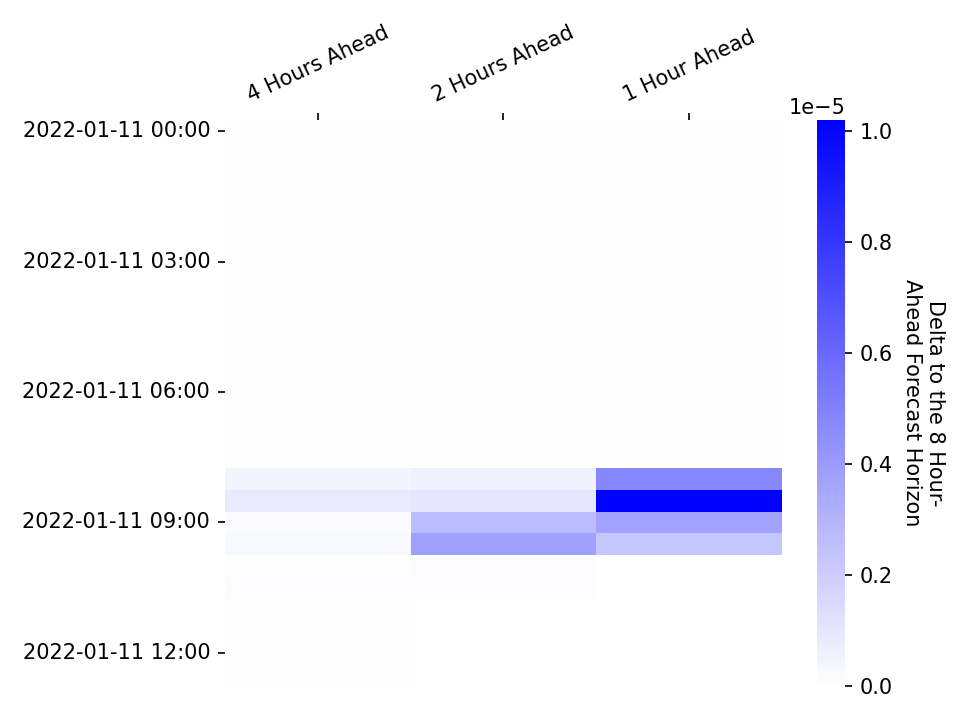 4 Hours Ahead
2 Hours Ahead
1 Hour Ahead
1e−5
2022-01-11 00:00
2022-01-11 03:00
2022-01-11 06:00
2022-01-11 09:00
2022-01-11 12:00
1.0
0.8
0.6
0.4
0.2
0.0
Delta to the 8 Hour-
Ahead Forecast Horizon